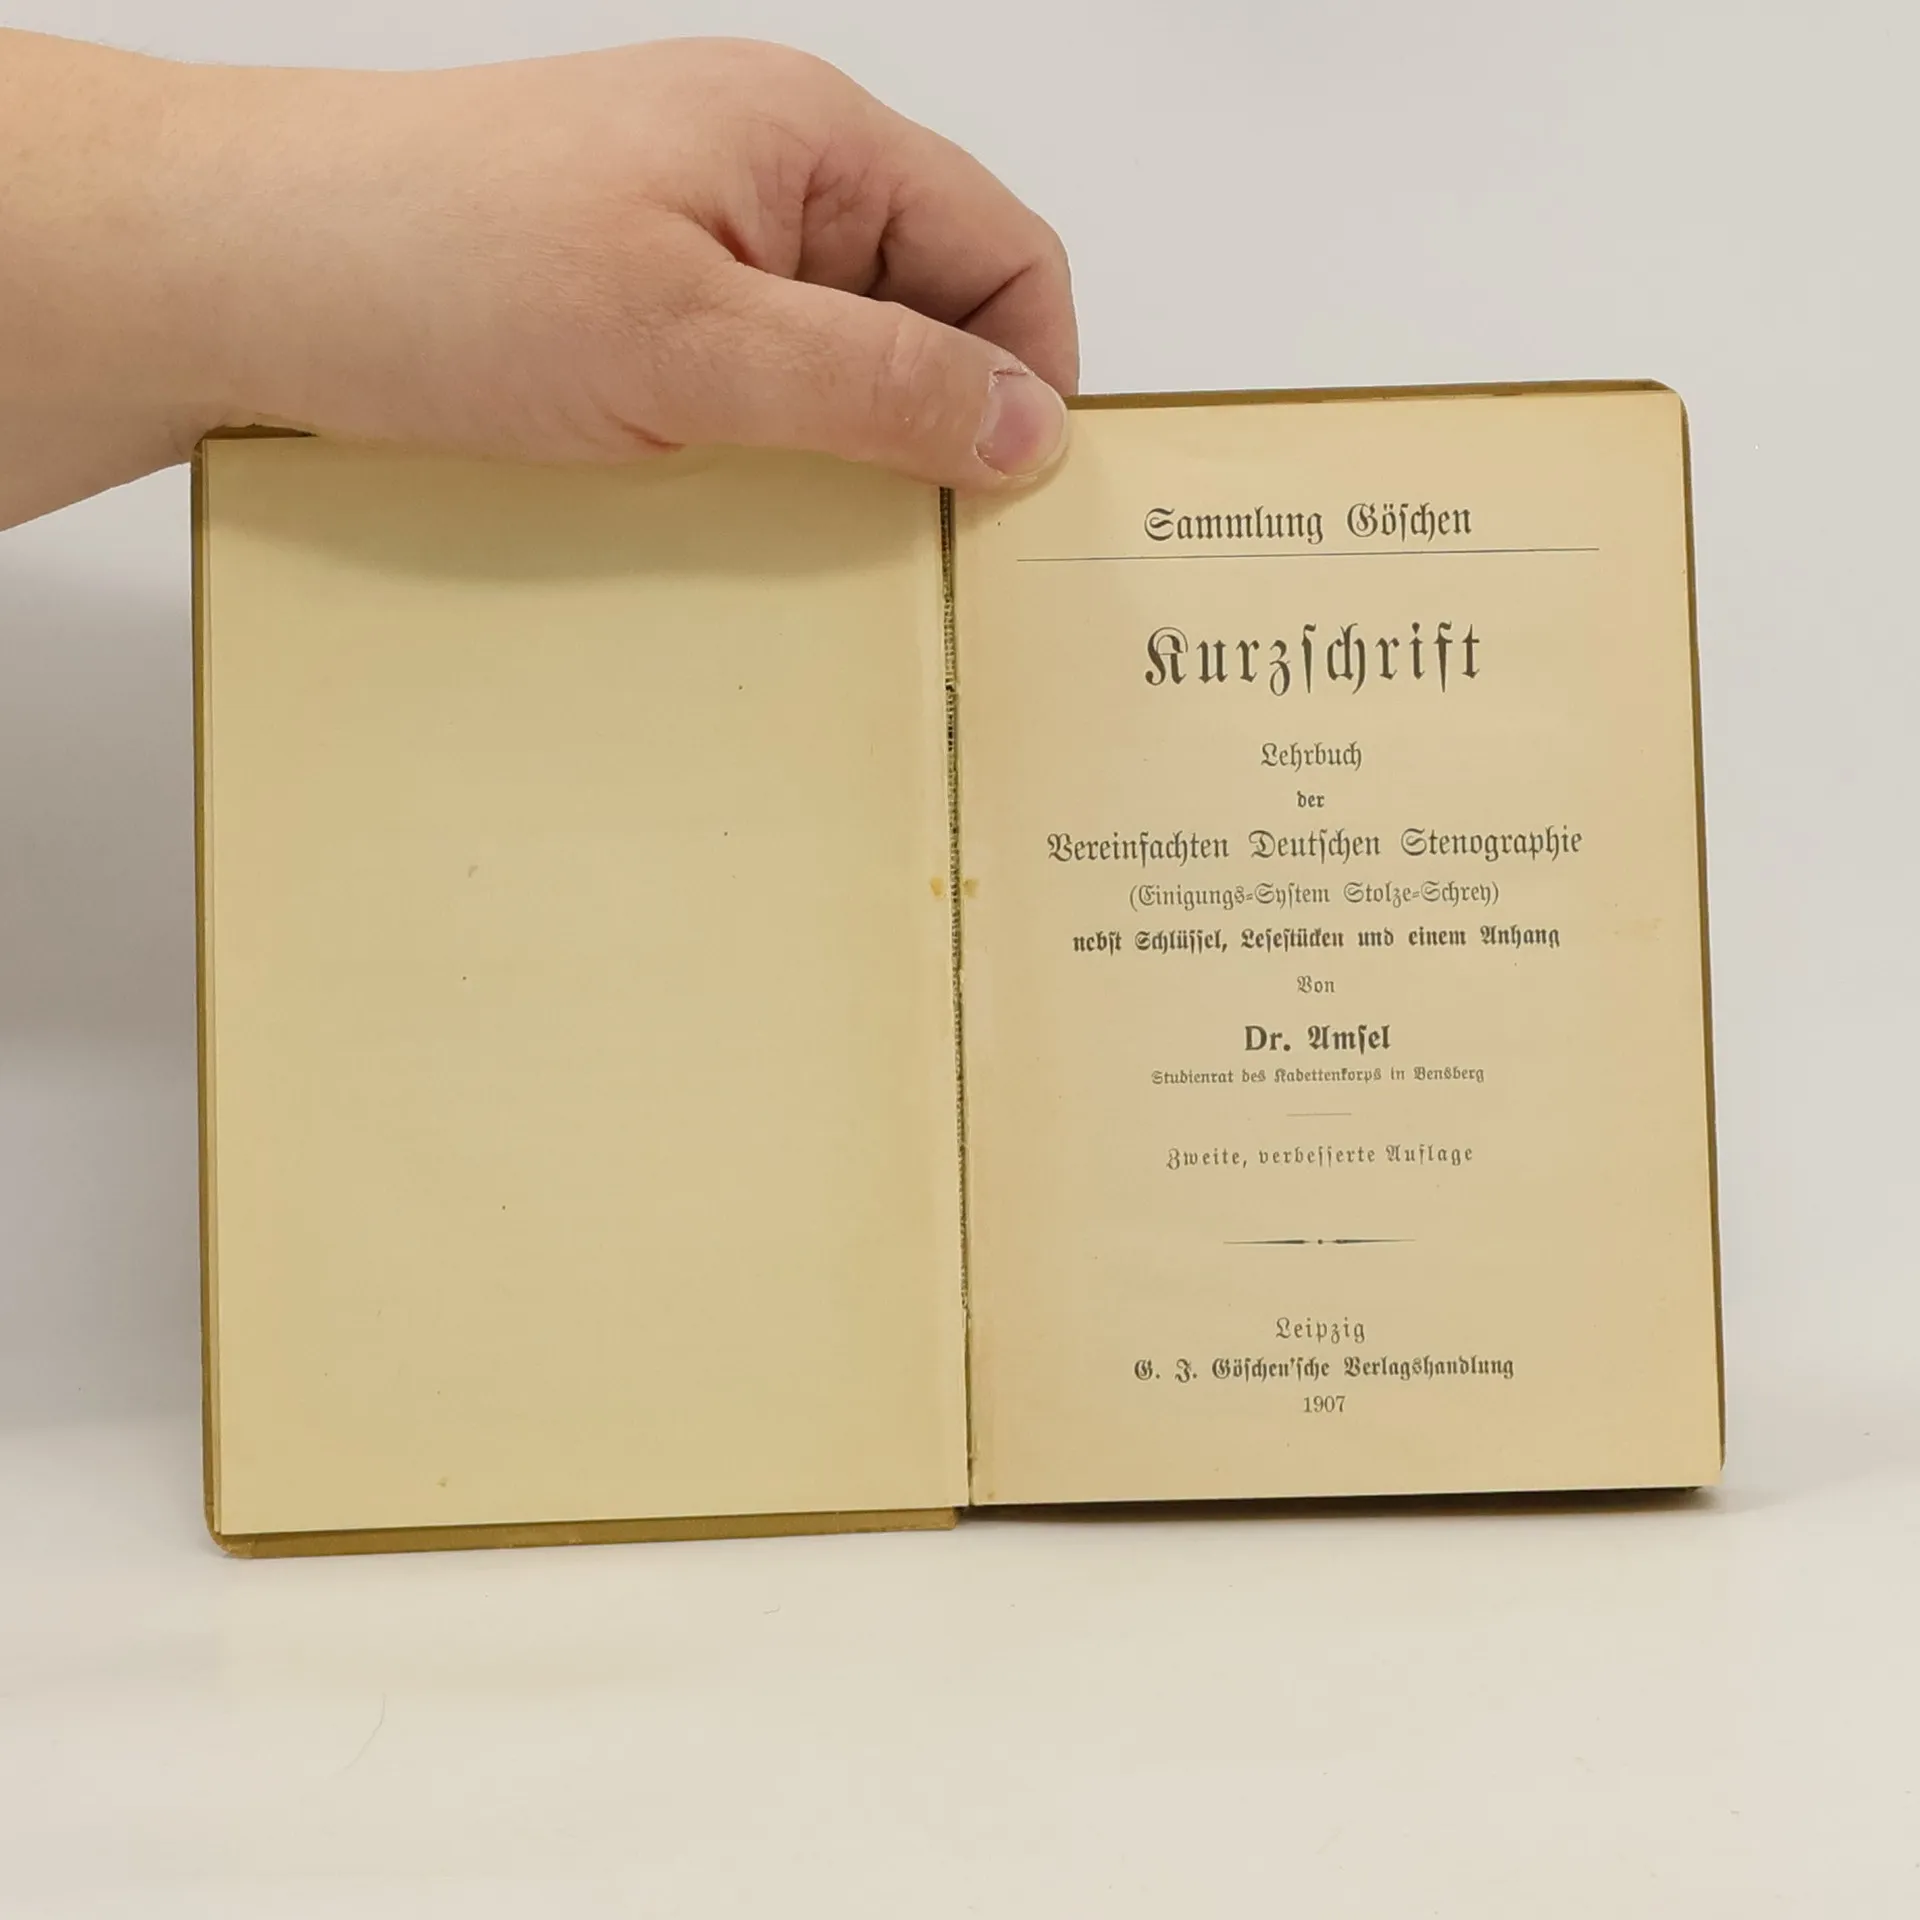 Sammlung Göschen
Kurzschrift
Lehrbuch
der
Vereinfachten Deutschen Stenographie
(Einigungs-System Stolze-Schrey)
nebst Schlüssel, Lesestücken und einem Anhang
Von
Dr. Amsel
Studienrat des Kadettenkorps in Bensberg
Zweite, verbesserte Auflage
Leipzig
G. J. Göschen'sche Verlagshandlung
1907